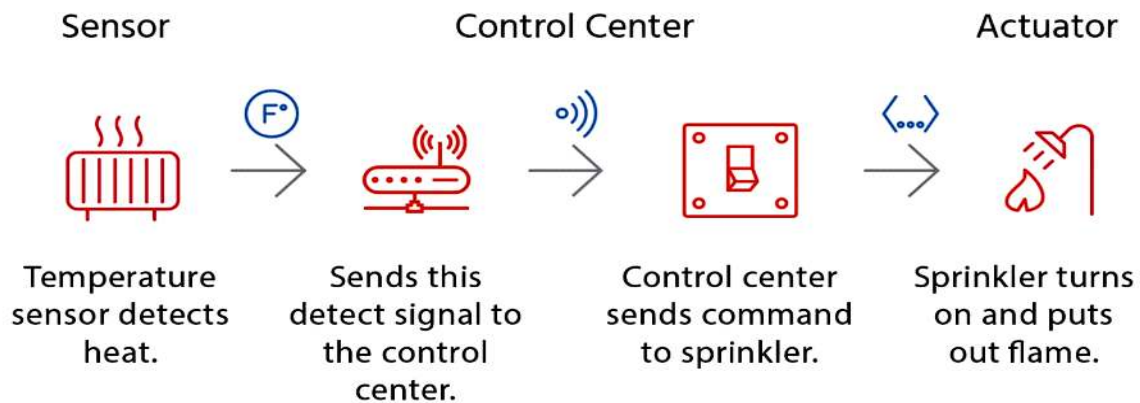 Sensor
Control Center
Actuator
F°
Temperature
sensor detects
heat.
Sends this
detect signal to
the control
center.
Control center
sends command
to sprinkler.
Sprinkler turns
on and puts
out flame.